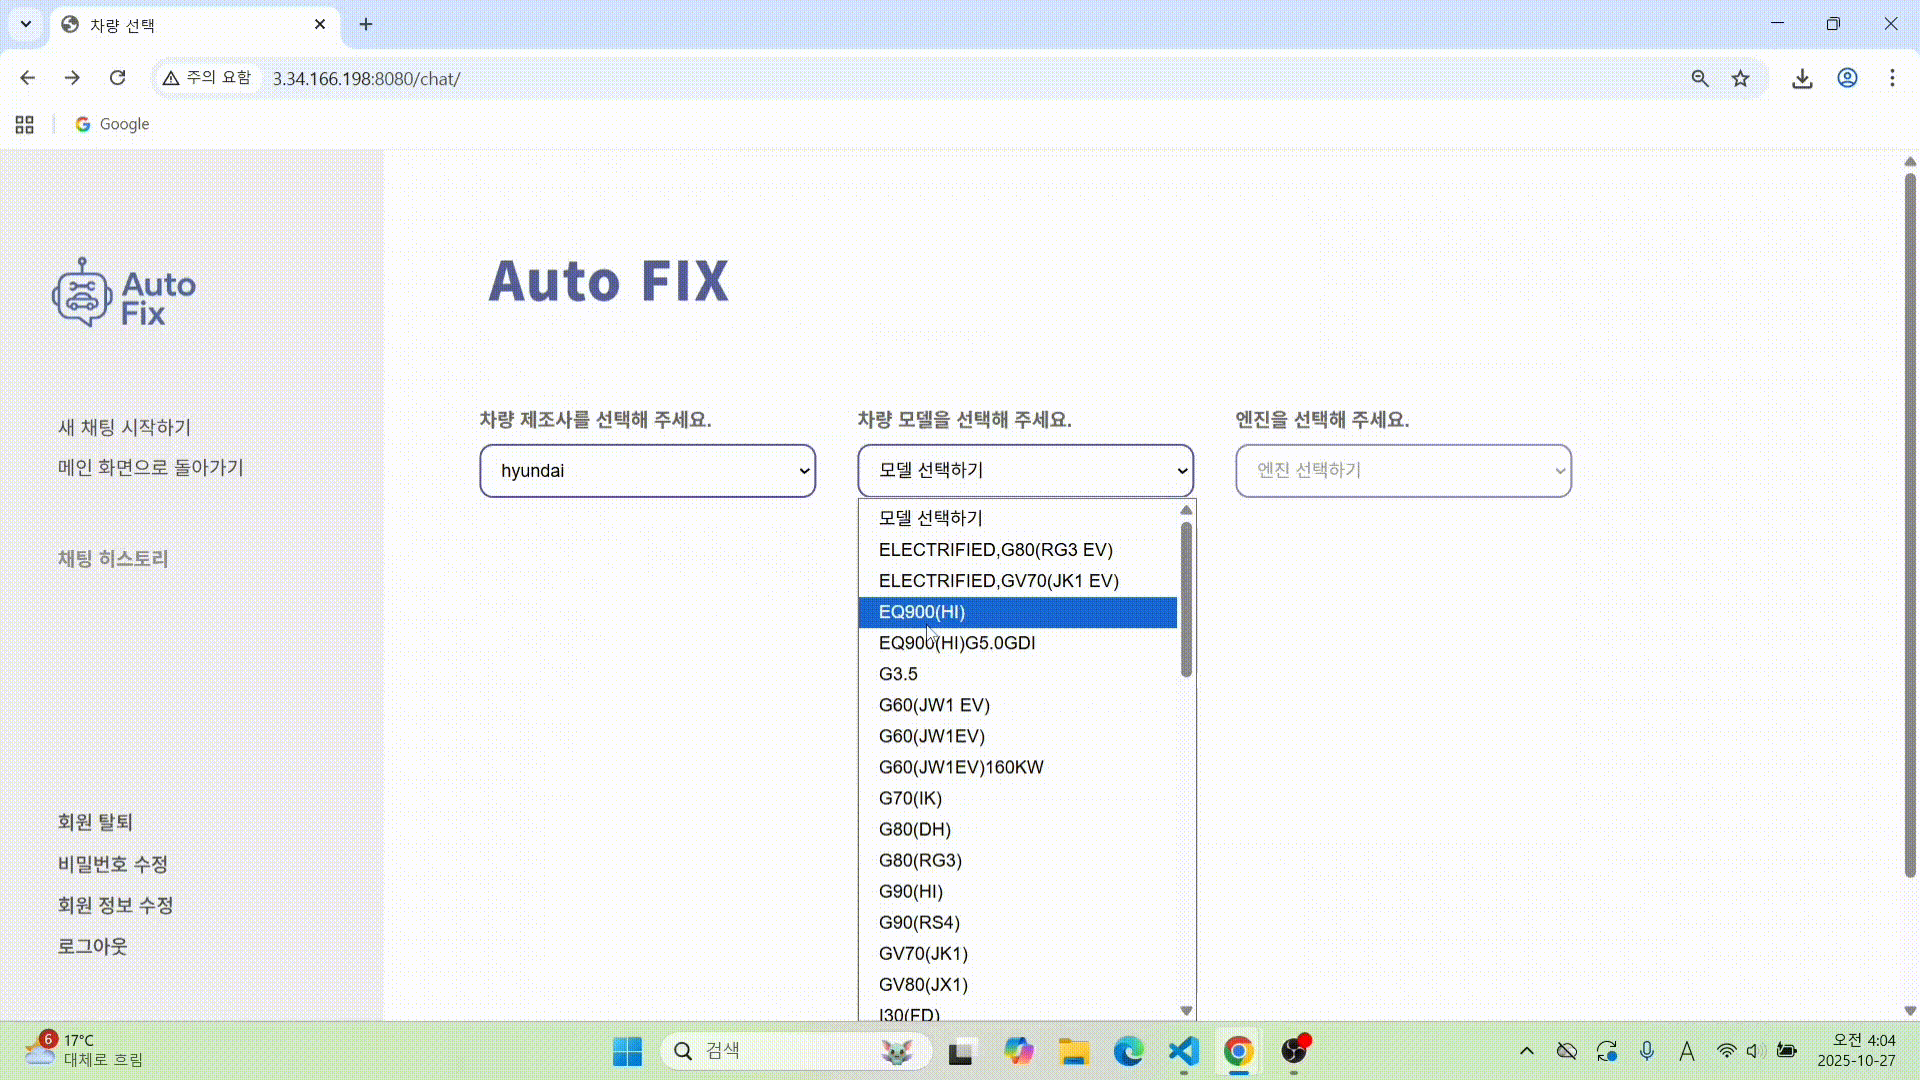 차량 선택
주의 요함
3.34.166.198:8080/chat/
Google
Auto
Fix
새 채팅 시작하기
메인 화면으로 돌아가기
채팅 히스토리
회원 탈퇴
비밀번호 수정
회원 정보 수정
로그아웃
Auto FIX
차량 제조사를 선택해 주세요.
hyundai
차량 모델을 선택해 주세요.
모델 선택하기
엔진을 선택해 주세요.
엔진 선택하기
모델 선택하기
ELECTRIFIED,G80(RG3 EV)
ELECTRIFIED,GV70(JK1 EV)
EQ900(HI)
EQ900(HI)G5.0GDI
G3.5
G60(JW1 EV)
G60(JW1EV)
G60(JW1EV)160KW
G70(IK)
G80(DH)
G80(RG3)
G90(HI)
G90(RS4)
GV70(JK1)
GV80(JX1)
I30(FD)
6
17°C
대체로 흐림
검색
A
오전 4:04
2025-10-27